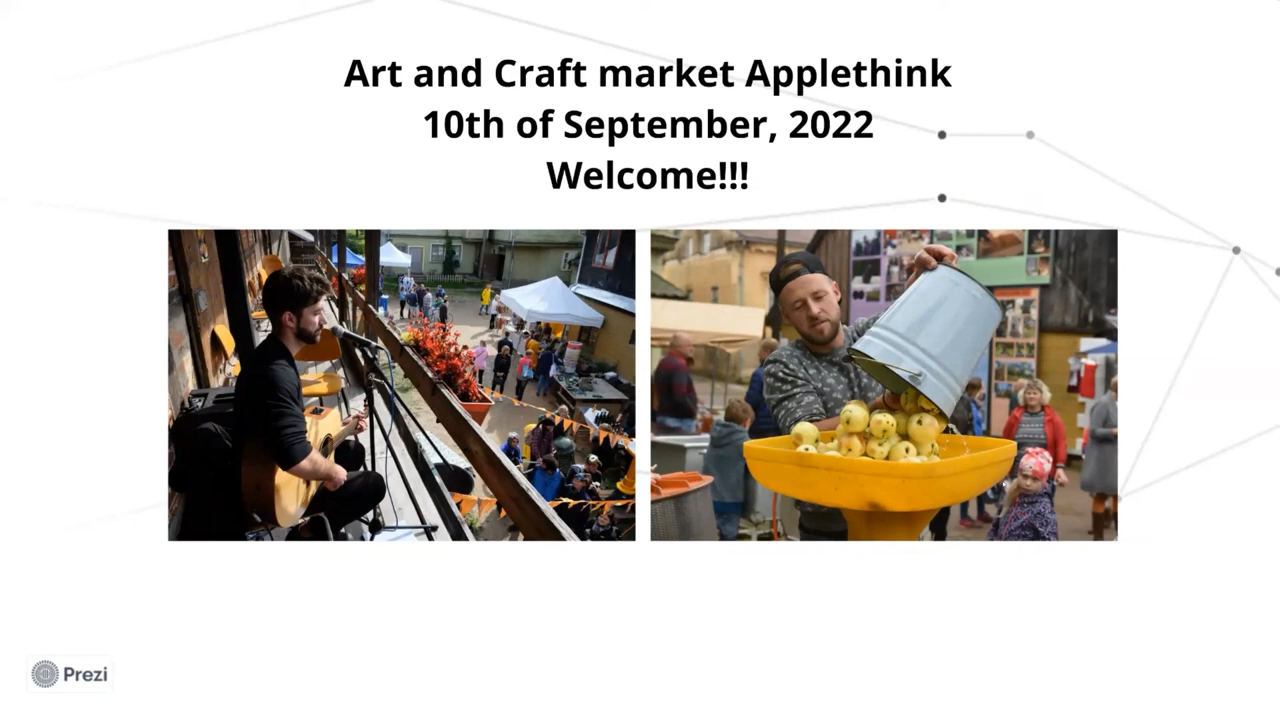 Art and Craft market Applethink
10th of September, 2022
Welcome!!!
Prezi